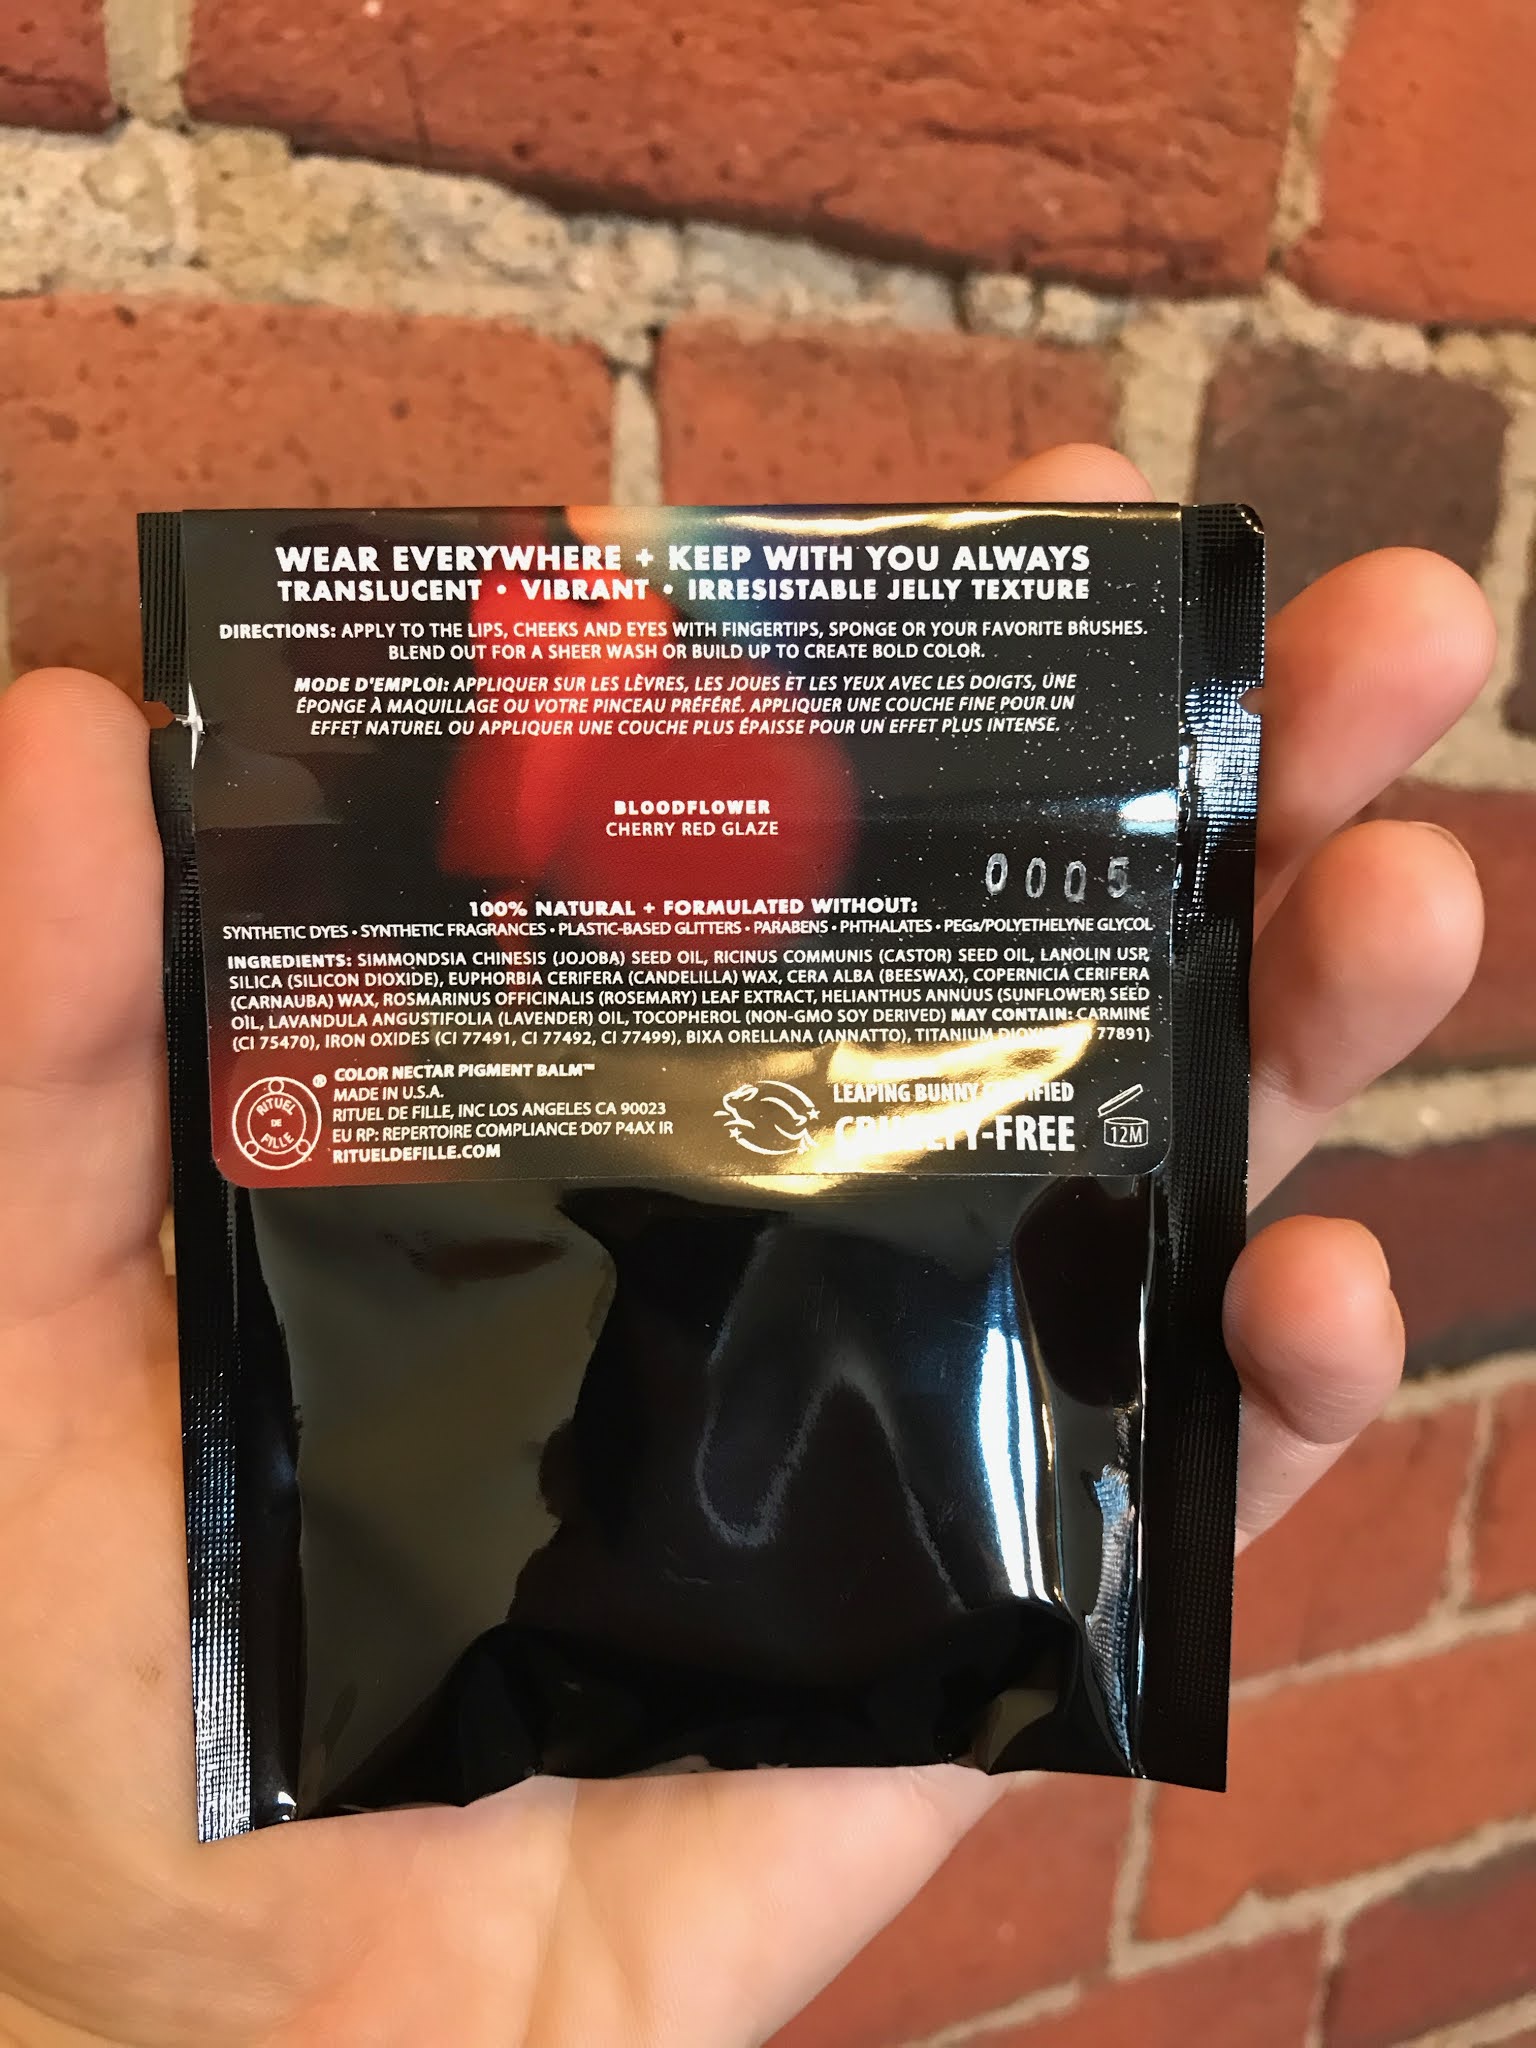 WEAR EVERYWHERE + KEEP WITH YOU ALWAYS
TRANSLUCENT • VIBRANT • IRRESISTABLE JELLY TEXTURE
DIRECTIONS: APPLY TO THE LIPS, CHEEKS AND EYES WITH FINGERTIPS, SPONGE OR YOUR FAVORITE BRUSHES.
BLEND OUT FOR A SHEER WASH OR BUILD UP TO CREATE BOLD COLOR.
MODE D'EMPLOI: APPLIQUER SUR LES LÈVRES, LES JOUES ET LES YEUX AVEC LES DOIGTS, UNE
ÉPONGE À MAQUILLAGE OU VOTRE PINCEAU PRÉFÉRÉ. APPLIQUER UNE COUCHE FINE POUR UN
EFFET NATUREL OU APPLIQUER UNE COUCHE PLUS ÉPAISSE POUR UN EFFET PLUS INTENSE.
BLOODFLOWER
CHERRY RED GLAZE
0005
100% NATURAL + FORMULATED WITHOUT:
SYNTHETIC DYES • SYNTHETIC FRAGRANCES • PLASTIC-BASED GLITTERS • PARABENS • PHTHALATES • PEGs/POLYETHELYNE GLYCOL
INGREDIENTS: SIMMONDSIA CHINESIS (JOJOBA) SEED OIL, RICINUS COMMUNIS (CASTOR) SEED OIL, LANOLIN USP,
SILICA (SILICON DIOXIDE), EUPHORBIA CERIFERA (CANDELILLA) WAX, CERA ALBA (BEESWAX), COPERNICIA CERIFERA
(CARNAUBA) WAX, ROSMARINUS OFFICINALIS (ROSEMARY) LEAF EXTRACT, HELIANTHUS ANNUUS (SUNFLOWER) SEED
OIL, LAVANDULA ANGUSTIFOLIA (LAVENDER) OIL, TOCOPHEROL (NON-GMO SOY DERIVED) MAY CONTAIN: CARMINE
(CI 75470), IRON OXIDES (CI 77491, CI 77492, CI 77499), BIXA ORELLANA (ANNATTO), TITANIUM 77891)
RITUEL
DE
FILLE
®
COLOR NECTAR PIGMENT BALM™
MADE IN U.S.A.
RITUEL DE FILLE, INC LOS ANGELES CA 90023
EU RP: REPERTOIRE COMPLIANCE D07 P4AX IR
RITUELDEFILLE.COM
LEAPING BUNNY CERTIFIED
CRUELTY-FREE
12M